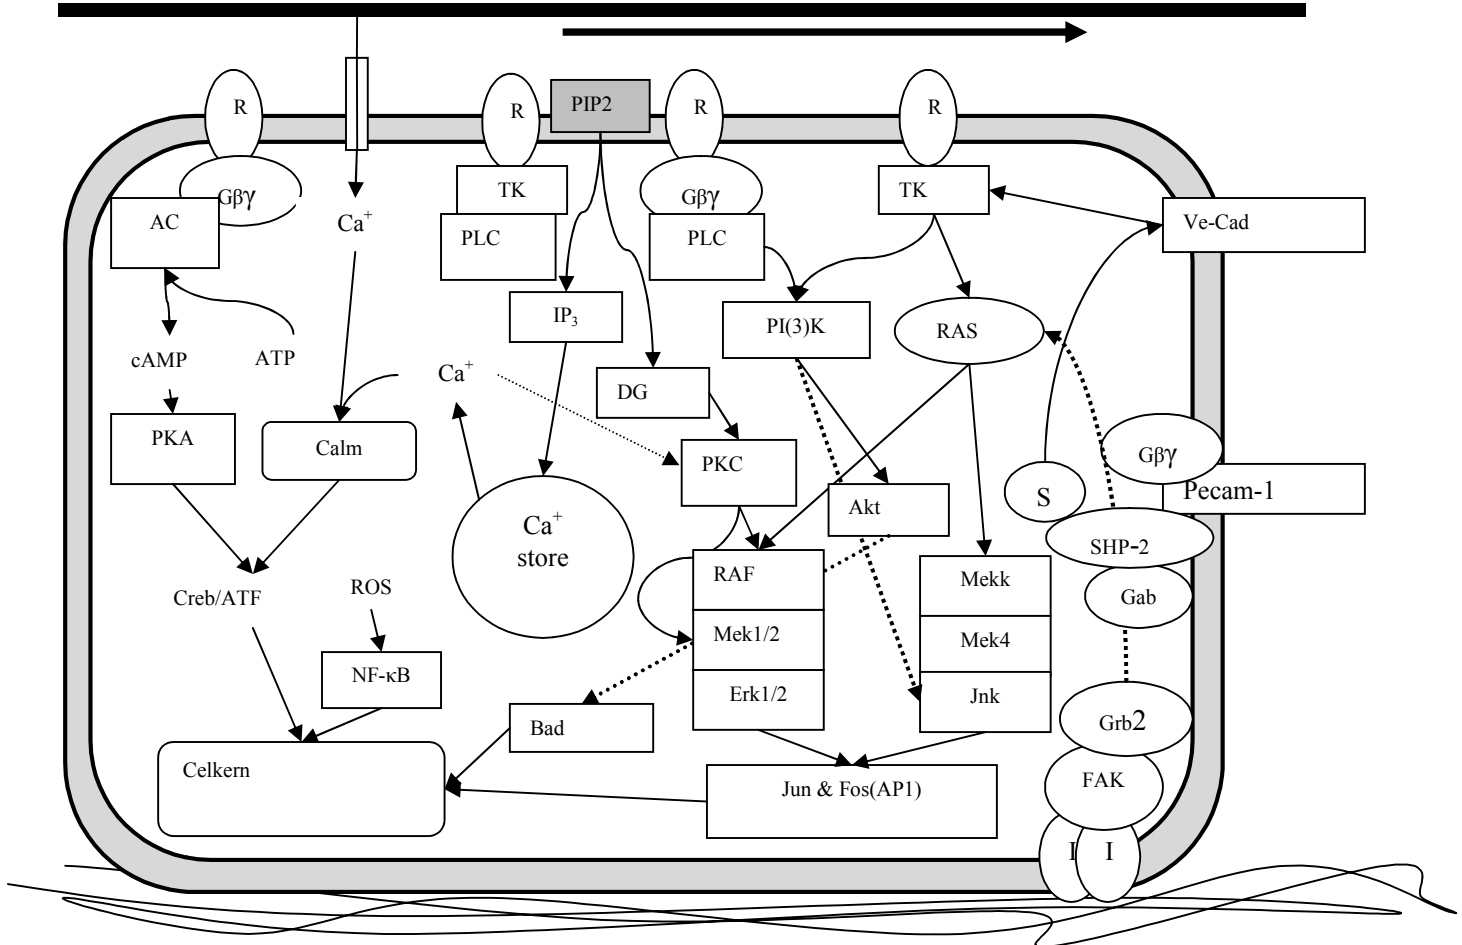 R
R
PIP2
R
R
Gβγ
AC
Ca⁺
TK
PLC
Gβγ
PLC
TK
Ve-Cad
IP₃
PI(3)K
RAS
cAMP
ATP
Ca⁺
DG
PKA
Calm
PKC
Gβγ
Pecam-1
S
Akt
Ca⁺
store
SHP-2
RAF
Mekk
Gab
Creb/ATF
ROS
Mek1/2
Mek4
NF-κB
Erk1/2
Jnk
Grb2
Bad
Celkern
Jun & Fos(AP1)
FAK
I
I